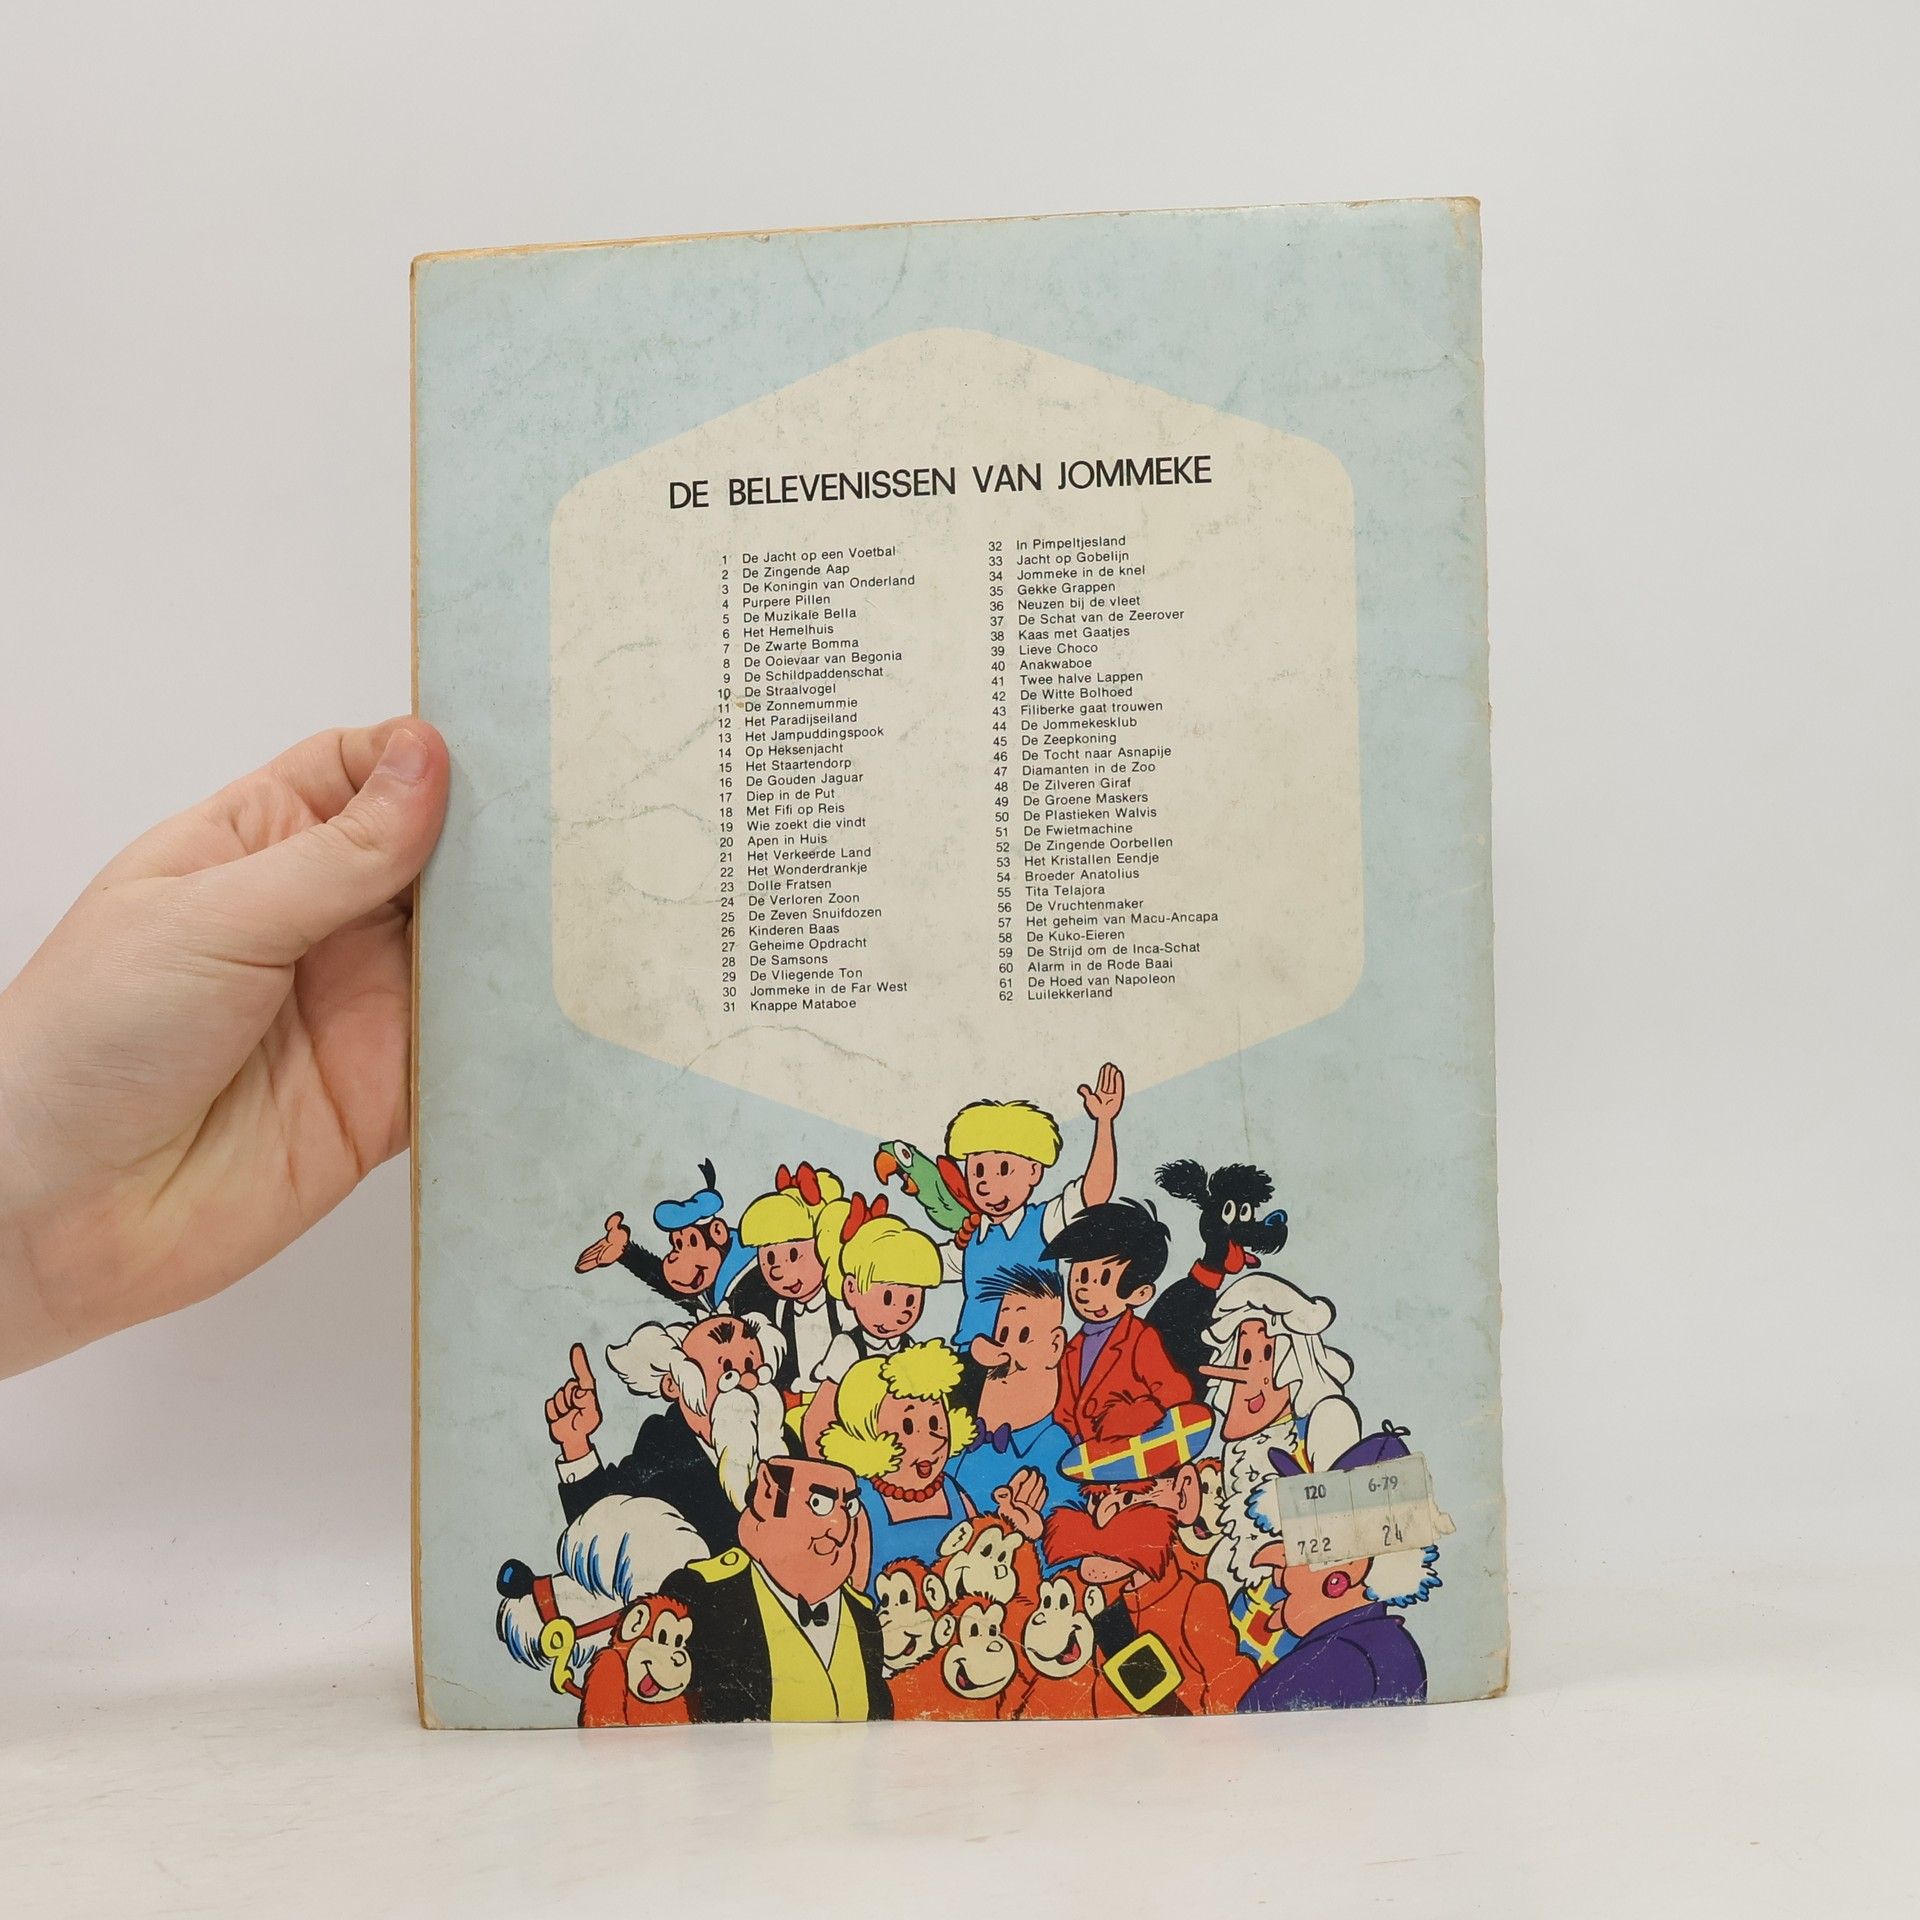 DE BELEVENISSEN VAN JOMMEKE
1 De Jacht op een Voetbal
2 De Zingende Aap
3 De Koningin van Onderland
4 Purpere Pillen
5 De Muzikale Bella
6 Het Hemelhuis
7 De Zwarte Bomma
8 De Ooievaar van Begonia
9 De Schildpaddenschat
10 De Straalvogel
11 De Zonnemummie
12 Het Paradijseiland
13 Het Jampuddingspook
14 Op Heksenjacht
15 Het Staartendorp
16 De Gouden Jaguar
17 Diep in de Put
18 Met Fifi op Reis
19 Wie zoekt die vindt
20 Apen in Huis
21 Het Verkeerde Land
22 Het Wonderdrankje
23 Dolle Fratsen
24 De Verloren Zoon
25 De Zeven Snuifdozen
26 Kinderen Baas
27 Geheime Opdracht
28 De Samsons
29 De Vliegende Ton
30 Jommeke in de Far West
31 Knappe Mataboe
32 In Pimpeltjesland
33 Jacht op Gobelijn
34 Jommeke in de knel
35 Gekke Grappen
36 Neuzen bij de vleet
37 De Schat van de Zeerover
38 Kaas met Gaatjes
39 Lieve Choco
40 Anakwaboe
41 Twee halve Lappen
42 De Witte Bolhoed
43 Filiberke gaat trouwen
44 De Jommekesklub
45 De Zeepkoning
46 De Tocht naar Asnapije
47 Diamanten in de Zoo
48 De Zilveren Giraf
49 De Groene Maskers
50 De Plastieken Walvis
51 De Fwietmachine
52 De Zingende Oorbellen
53 Het Kristallen Eendje
54 Broeder Anatolius
55 Tita Telajora
56 De Vruchtenmaker
57 Het geheim van Macu-Ancapa
58 De Kuko-Eieren
59 De Strijd om de Inca-Schat
60 Alarm in de Rode Baai
61 De Hoed van Napoleon
62 Luilekkerland
120 6-79
722 24